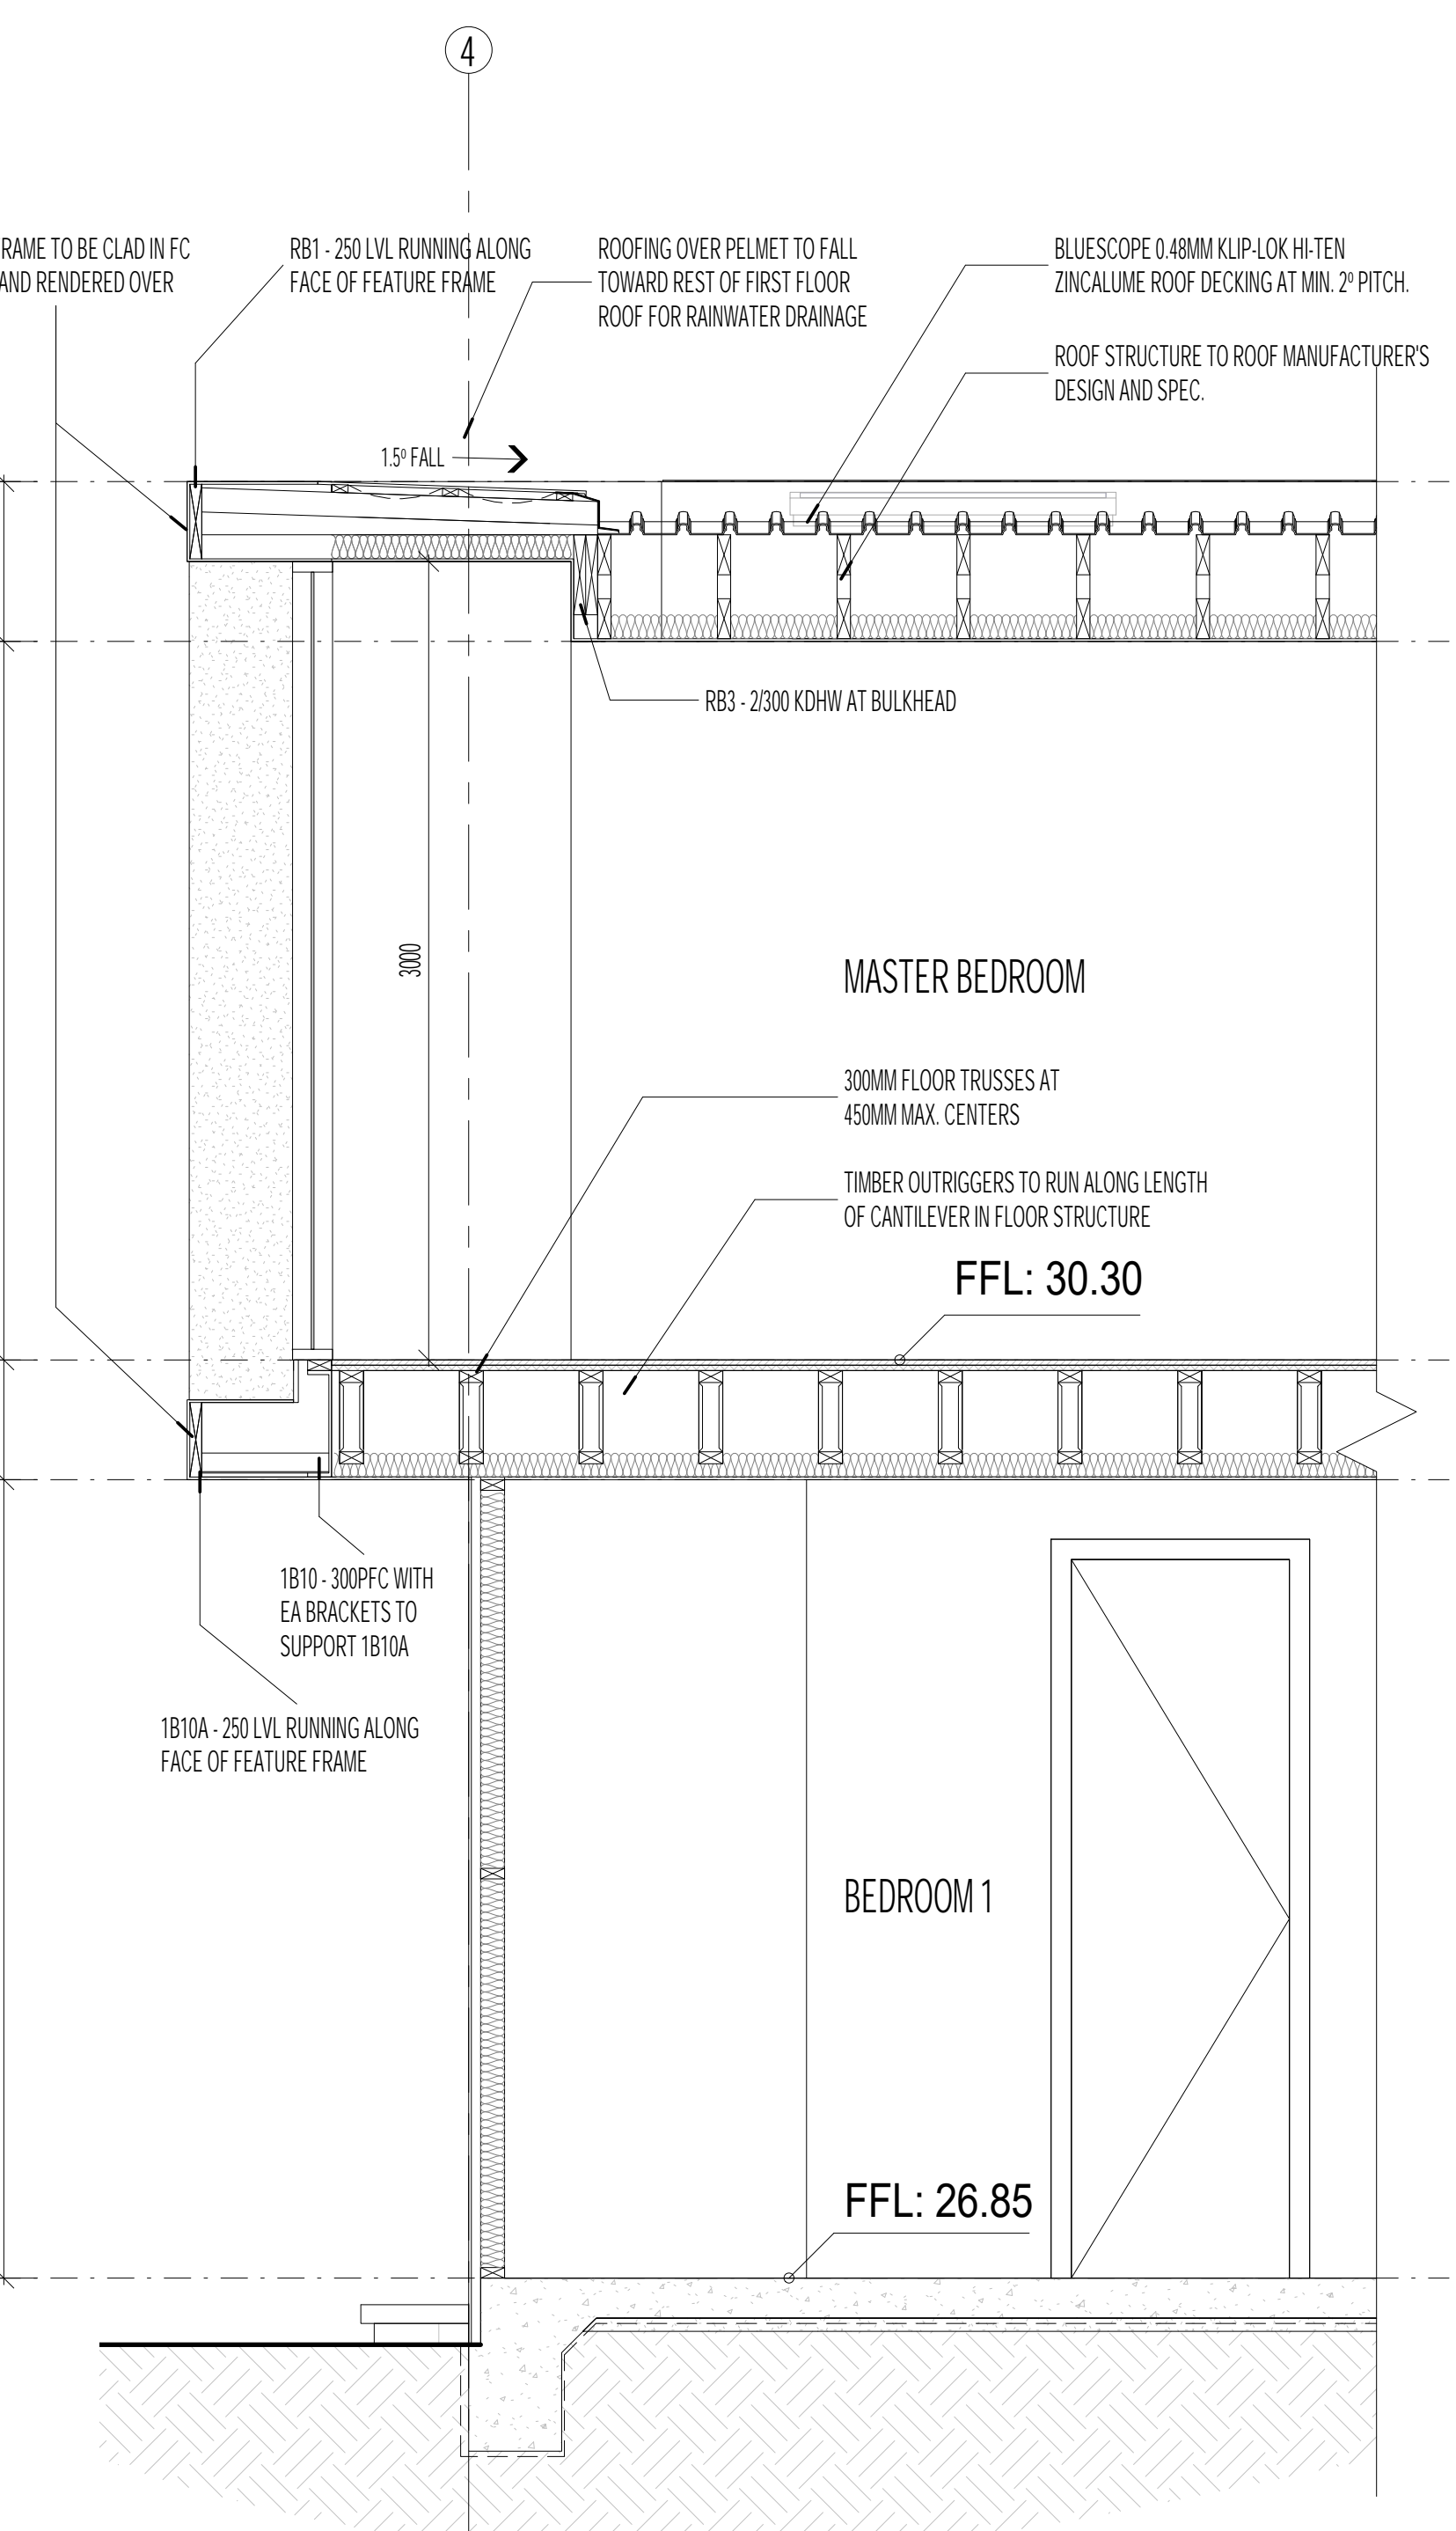 4
RAME TO BE CLAD IN FC
AND RENDERED OVER
RB1 - 250 LVL RUNNING ALONG
FACE OF FEATURE FRAME
ROOFING OVER PELMET TO FALL
TOWARD REST OF FIRST FLOOR
ROOF FOR RAINWATER DRAINAGE
BLUESCOPE 0.48MM KLIP-LOK HI-TEN
ZINCALUME ROOF DECKING AT MIN. 2º PITCH.
ROOF STRUCTURE TO ROOF MANUFACTURER'S
DESIGN AND SPEC.
1.5º FALL
RB3 - 2/300 KDHW AT BULKHEAD
3000
MASTER BEDROOM
300MM FLOOR TRUSSES AT
450MM MAX. CENTERS
TIMBER OUTRIGGERS TO RUN ALONG LENGTH
OF CANTILEVER IN FLOOR STRUCTURE
FFL: 30.30
1B10 - 300PFC WITH
EA BRACKETS TO
SUPPORT 1B10A
1B10A - 250 LVL RUNNING ALONG
FACE OF FEATURE FRAME
BEDROOM 1
FFL: 26.85